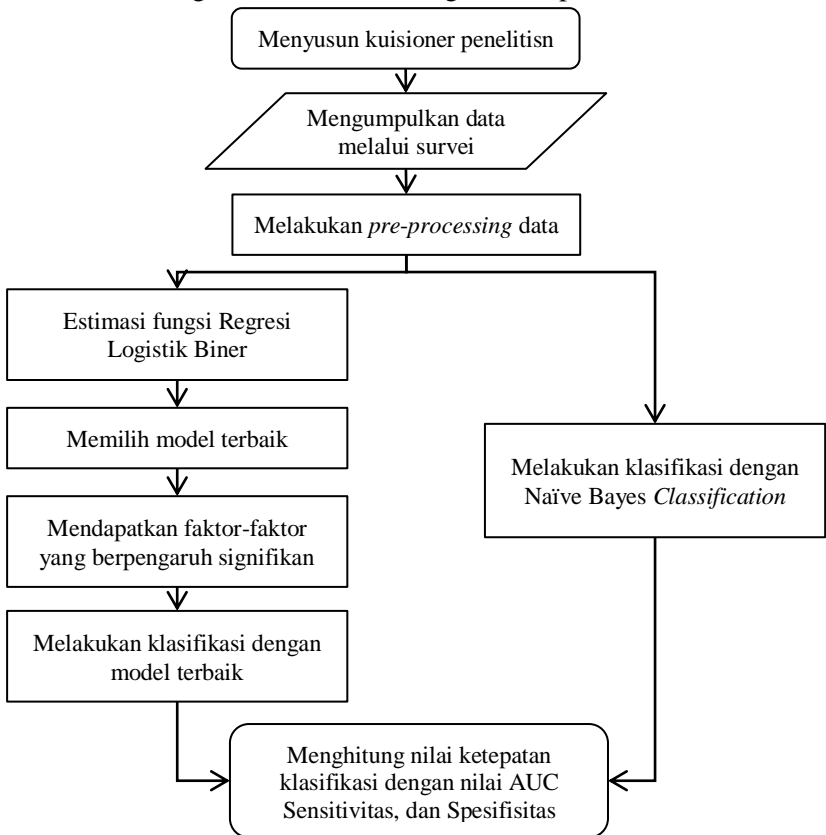 Menyusun kuisioner penelitisn
Mengumpulkan data
melalui survei
Melakukan pre-processing data
Estimasi fungsi Regresi
Logistik Biner
Memilih model terbaik
Mendapatkan faktor-faktor
yang berpengaruh signifikan
Melakukan klasifikasi dengan
model terbaik
Melakukan klasifikasi dengan
Naïve Bayes Classification
Menghitung nilai ketepatan
klasifikasi dengan nilai AUC
Sensitivitas, dan Spesifisitas